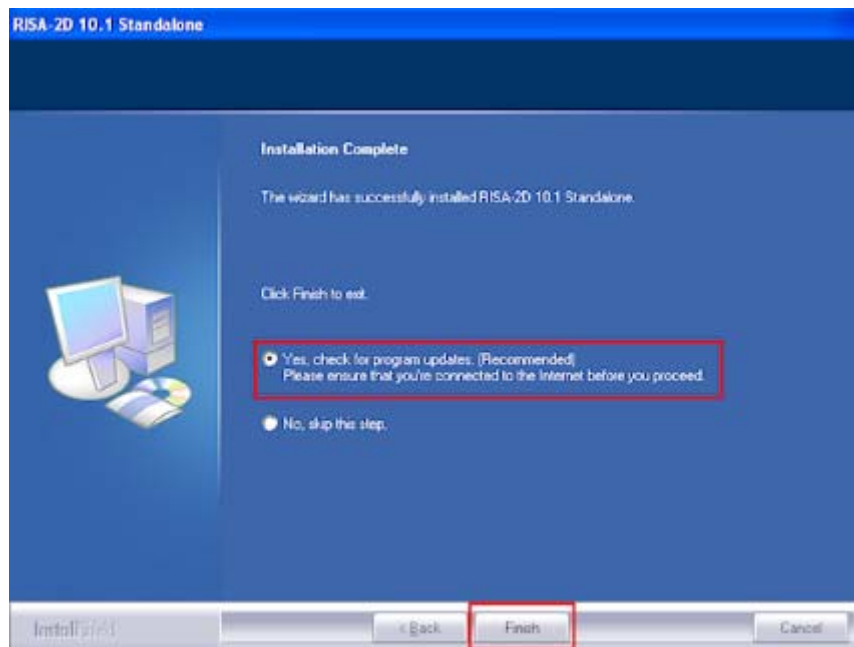 RISA-2D 10.1 Standalone
Installation Complete
The wizard has successfully installed RISA-2D 10.1 Standalone.
Click Finish to exit.
Yes, check for program updates. (Recommended)
Please ensure that you're connected to the Internet before you proceed.
No, skip this step.
InstallShield
< Back
Finish
Cancel